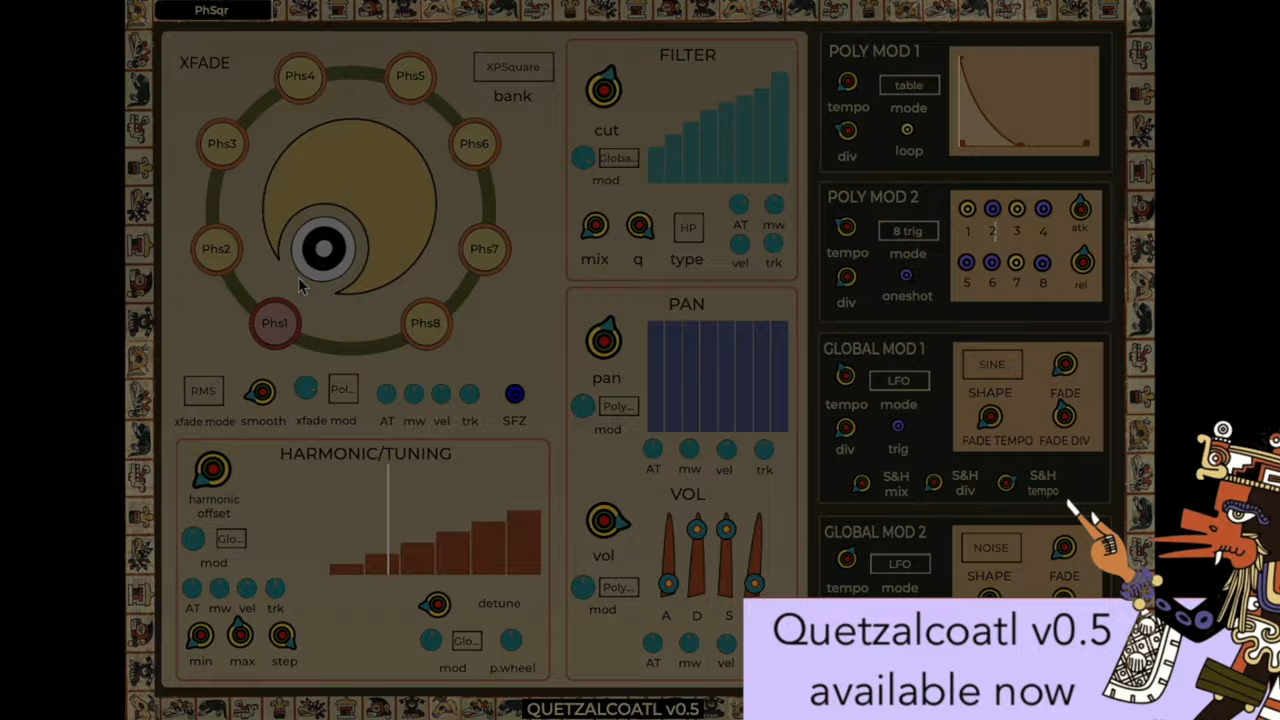 PhSqr
XFADE
Phs4
Phs5
XPSquare
bank
Phs3
Phs6
Phs2
Phs7
Phs1
Phs8
RMS
Pol...
xfade mode
smooth
xfade mod
AT
mw
vel
trk
SFZ
HARMONIC/TUNING
harmonic
offset
Glo...
mod
AT
mw
vel
trk
min
max
step
detune
Glo...
mod
p.wheel
FILTER
cut
Globa...
mod
mix
q
HP
type
AT
mw
vel
trk
PAN
pan
Poly...
mod
AT
mw
vel
trk
VOL
vol
Poly...
mod
A
D
S
AT
mw
vel
POLY MOD 1
tempo
table
mode
div
loop
POLY MOD 2
tempo
8 trig
mode
div
oneshot
1
2
3
4
atk
5
6
7
8
rel
GLOBAL MOD 1
tempo
LFO
mode
div
trig
SINE...
SHAPE
FADE
FADE TEMPO
FADE DIV
S&H
mix
S&H
div
S&H
tempo
GLOBAL MOD 2
tempo
LFO
mode
NOISE
SHAPE
FADE
Quetzalcoatl v0.5
available now
QUETZALCOATL v0.5